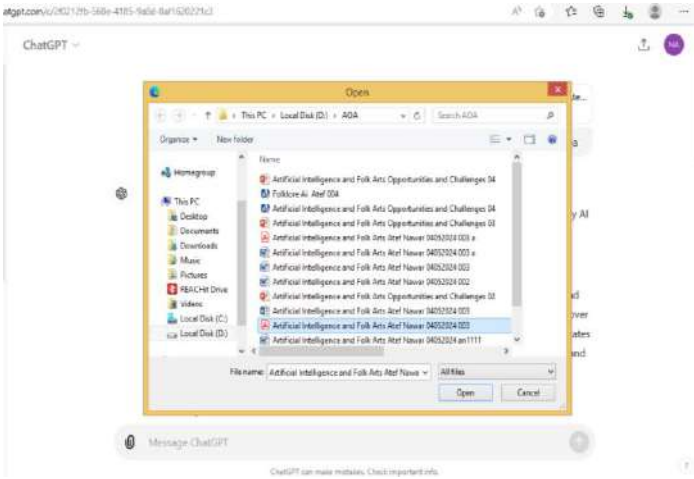 ChatGPT
NA
Open
This PC
Local Disk (D:)
AOA
Search AOA
Organize
New folder
Name
Homegroup
This PC
Desktop
Documents
Downloads
Music
Pictures
REACHit Drive
Videos
Local Disk (C:)
Local Disk (D:)
Artificial Intelligence and Folk Arts Opportunities and Challenges 04
Folklore Ai Atef 004
Artificial Intelligence and Folk Arts Opportunities and Challenges 04
Artificial Intelligence and Folk Arts Opportunities and Challenges 03
Artificial Intelligence and Folk Arts Atef Nawar 04052024 003 a
Artificial Intelligence and Folk Arts Atef Nawar 04052024 003 a
Artificial Intelligence and Folk Arts Atef Nawar 04052024 003
Artificial Intelligence and Folk Arts Atef Nawar 04052024 002
Artificial Intelligence and Folk Arts Opportunities and Challenges 02
Artificial Intelligence and Folk Arts Atef Nawar 04052024 003
Artificial Intelligence and Folk Arts Atef Nawar 04052024 003
Artificial Intelligence and Folk Arts Atef Nawar 04052024 an1111
File name: Artificial Intelligence and Folk Arts Atef Nawa
All files
Open
Cancel
y AI
and
Message ChatGPT
ChatGPT can make mistakes. Check important info.
?